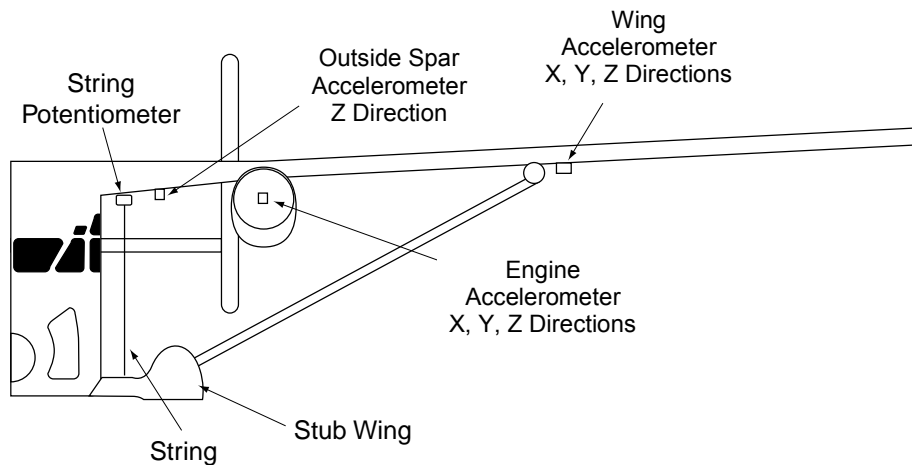 Wing
Accelerometer
X, Y, Z Directions
Outside Spar
Accelerometer
Z Direction
String
Potentiometer
Engine
Accelerometer
X, Y, Z Directions
Stub Wing
String